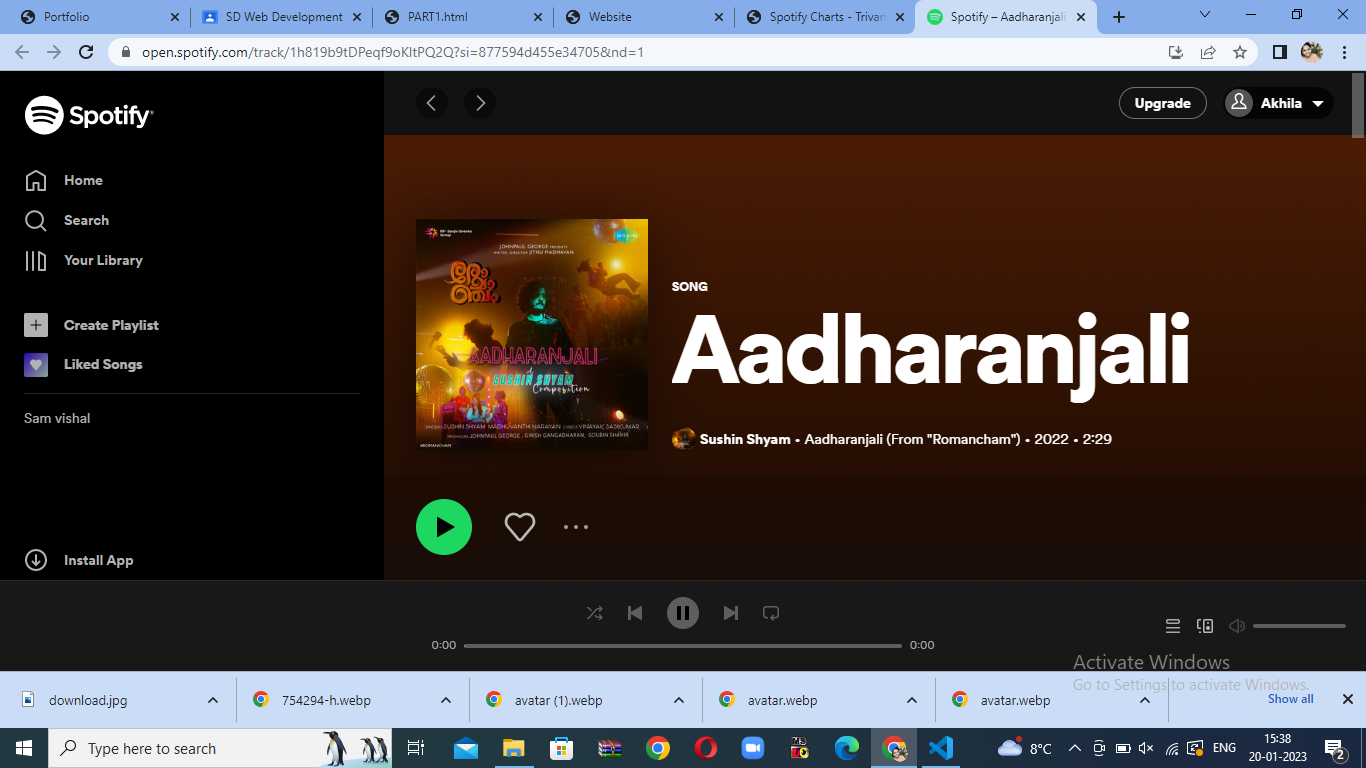 Portfolio
SD Web Development
PART1.html
Website
Spotify Charts - Trivan
Spotify – Aadharanjali
open.spotify.com/track/1h819b9tDPeqf9oKltPQ2Q?si=877594d455e34705&nd=1
Spotify
Home
Search
Your Library
Create Playlist
Liked Songs
Sam vishal
Install App
Upgrade
Akhila
JOHNPAUL GEORGE PRESENTS
WRITER, DIRECTOR JITHU MADHAVAN
രോമാഞ്ചം
AADHARANJALI
A
SUSHIN SHYAM
Composition
SUSHIN SHYAM, MADHUVANTHI NARAYAN, LYRICS VINAYAK SASIKUMAR,
PRODUCERS JOHNPAUL GEORGE, GIRISH GANGADHARAN, SOUBIN SHAHIR
#ROMANCHAM
SONG
Aadharanjali
Sushin Shyam • Aadharanjali (From "Romancham") • 2022 • 2:29
0:00
0:00
Activate Windows
Go to Settings to activate Windows.
download.jpg
754294-h.webp
avatar (1).webp
avatar.webp
avatar.webp
Show all
Type here to search
8°C
ENG
15:38
20-01-2023
2